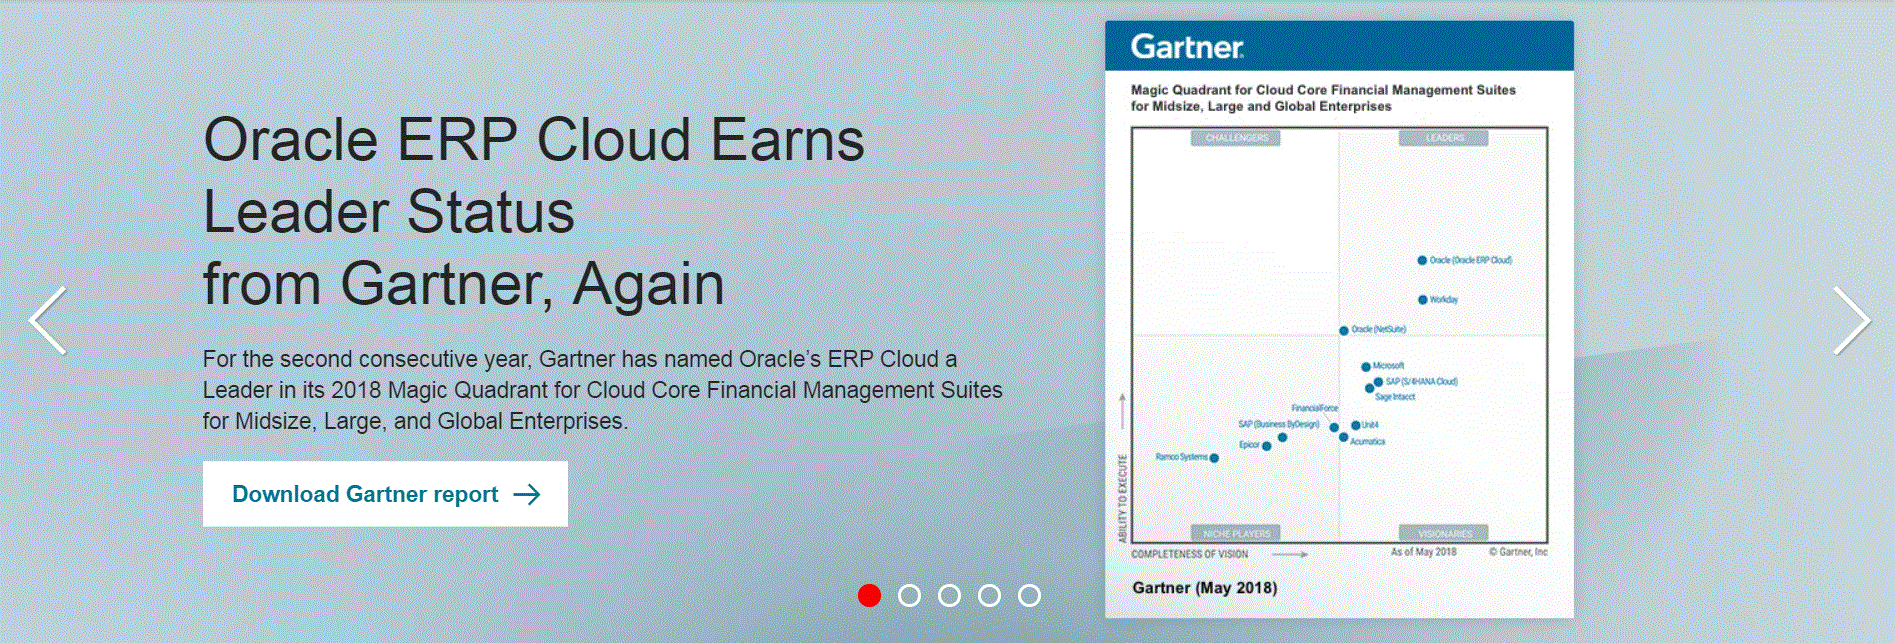 Oracle ERP Cloud Earns
Leader Status
from Gartner, Again
For the second consecutive year, Gartner has named Oracle's ERP Cloud a
Leader in its 2018 Magic Quadrant for Cloud Core Financial Management Suites
for Midsize, Large, and Global Enterprises.
Download Gartner report
Gartner
Magic Quadrant for Cloud Core Financial Management Suites
for Midsize, Large and Global Enterprises
CHALLENGERS
LEADERS
Oracle (Oracle ERP Cloud)
Workday
Oracle (NetSuite)
Microsoft
SAP (S/4HANA Cloud)
Sage Intacct
FinancialForce
SAP (Business ByDesign)
Unit4
Epicor
Acumatica
Ramco Systems
ABILITY TO EXECUTE
NICHE PLAYERS
VISIONARIES
COMPLETENESS OF VISION
As of May 2018
© Gartner, Inc
Gartner (May 2018)